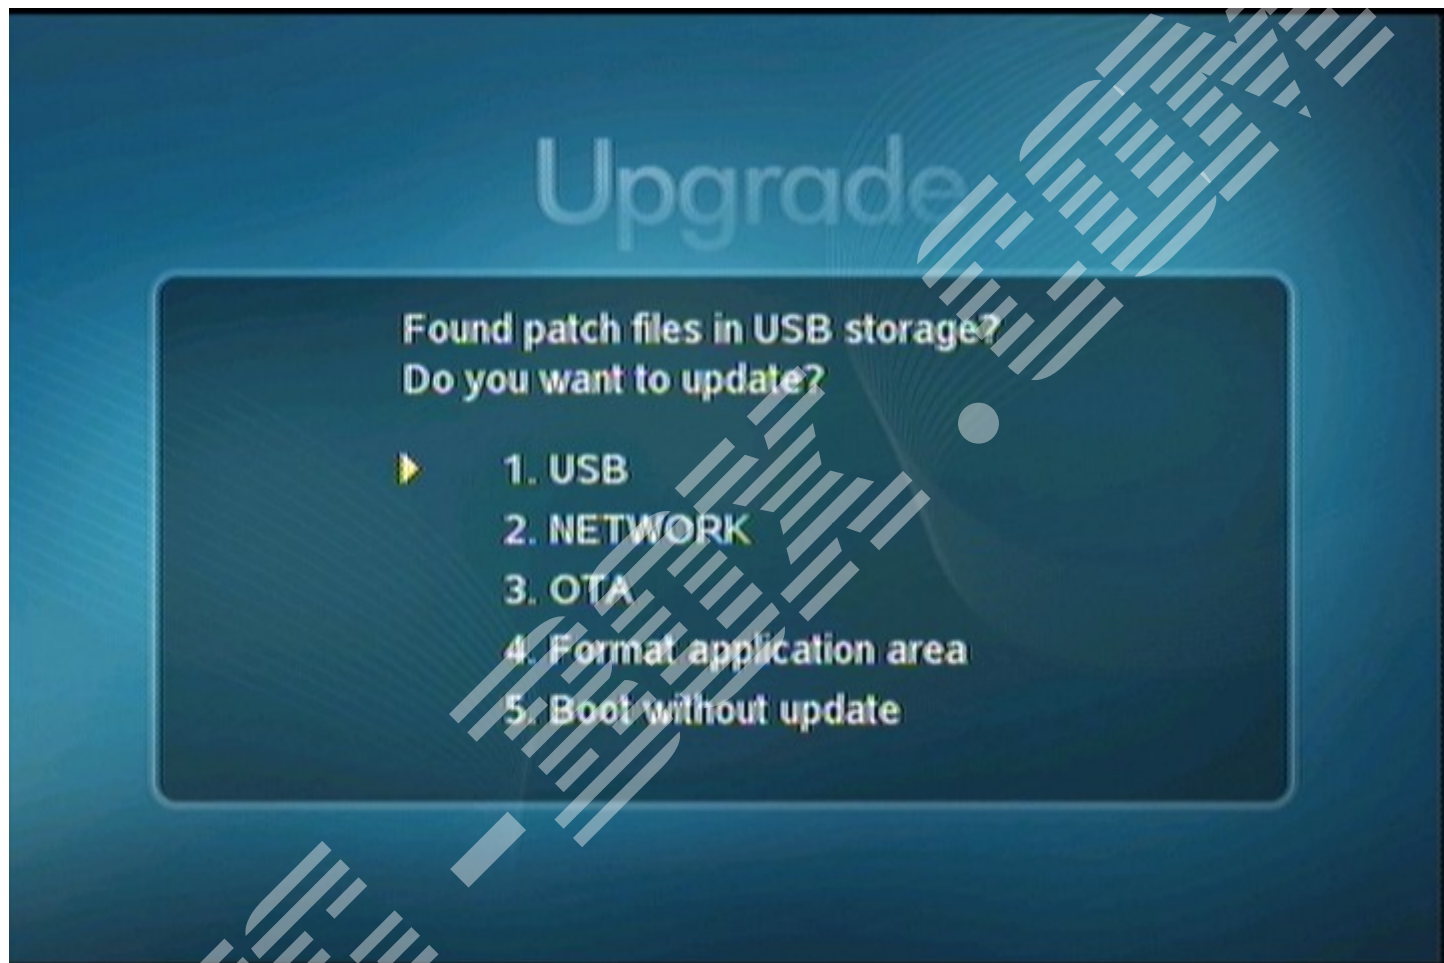 Upgrade
Found patch files in USB storage?
Do you want to update?
1. USB
2. NETWORK
3. OTA
4. Format application area
5. Boot without update